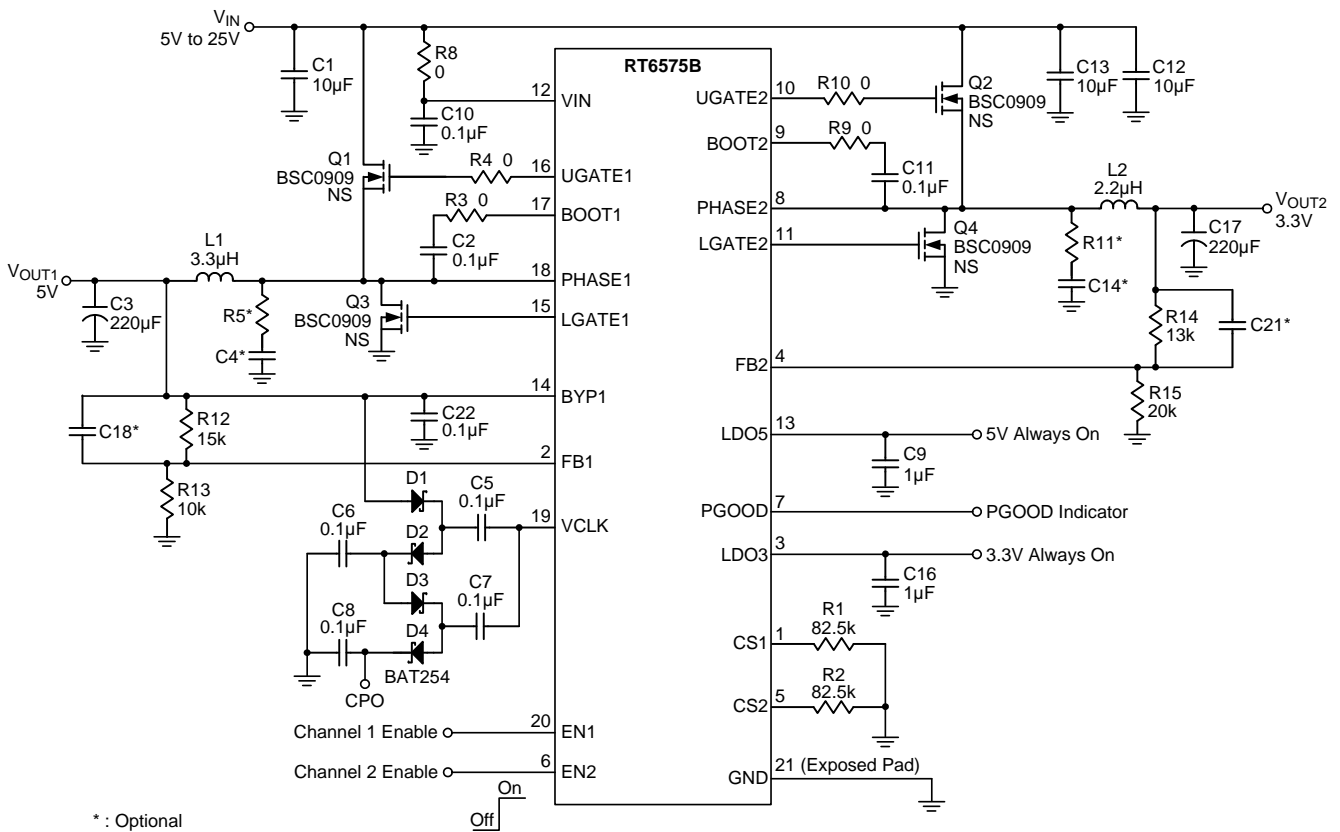 VIN
5V to 25V
C1
10µF
R8
0
12
VIN
C10
0.1µF
RT6575B
Q1
BSC0909
NS
R4 0
16
UGATE1
R3 0
17
BOOT1
C2
0.1µF
L1
3.3µH
VOUT1
5V
18
PHASE1
C3
220µF
R5*
C4*
Q3
BSC0909
NS
15
LGATE1
14
BYP1
C18*
R12
15k
C22
0.1µF
2
FB1
R13
10k
D1
C5
0.1µF
C6
0.1µF
D2
19
VCLK
D3
C7
0.1µF
C8
0.1µF
D4
BAT254
CPO
Channel 1 Enable
20
EN1
Channel 2 Enable
6
EN2
On
Off
* : Optional
UGATE2
10
R10 0
Q2
BSC0909
NS
C13
10µF
C12
10µF
BOOT2
9
R9 0
C11
0.1µF
PHASE2
8
L2
2.2µH
VOUT2
3.3V
LGATE2
11
Q4
BSC0909
NS
R11*
C14*
C17
220µF
R14
13k
C21*
FB2
4
R15
20k
LDO5
13
5V Always On
C9
1µF
PGOOD
7
PGOOD Indicator
LDO3
3
3.3V Always On
C16
1µF
CS1
1
R1
82.5k
CS2
5
R2
82.5k
GND
21 (Exposed Pad)